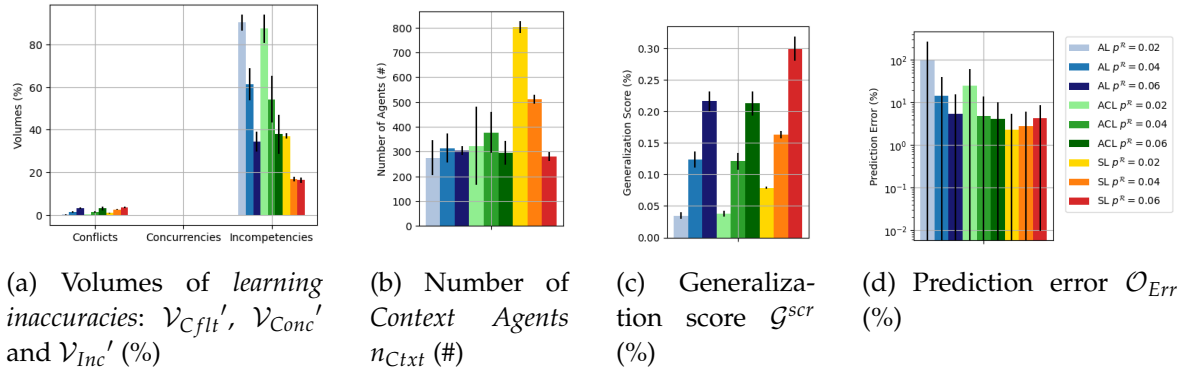 Volumes (%)
80
60
40
20
0
Conflicts
Concurrencies
Incompetencies
Number of Agents (#)
800
700
600
500
400
300
200
100
0
Generalization Score (%)
0.30
0.25
0.20
0.15
0.10
0.05
0.00
Prediction Error (%)
10²
10¹
10⁰
10⁻¹
10⁻²
AL p^ℛ = 0.02
AL p^ℛ = 0.04
AL p^ℛ = 0.06
ACL p^ℛ = 0.02
ACL p^ℛ = 0.04
ACL p^ℛ = 0.06
SL p^ℛ = 0.02
SL p^ℛ = 0.04
SL p^ℛ = 0.06
(a) Volumes of learning
inaccuracies: 𝒱_Cflt′, 𝒱_Conc′
and 𝒱_Inc′ (%)
(b) Number of
Context Agents
n_Ctxt (#)
(c) Generaliza-
tion score 𝒢^scr
(%)
(d) Prediction error 𝒪_Err
(%)